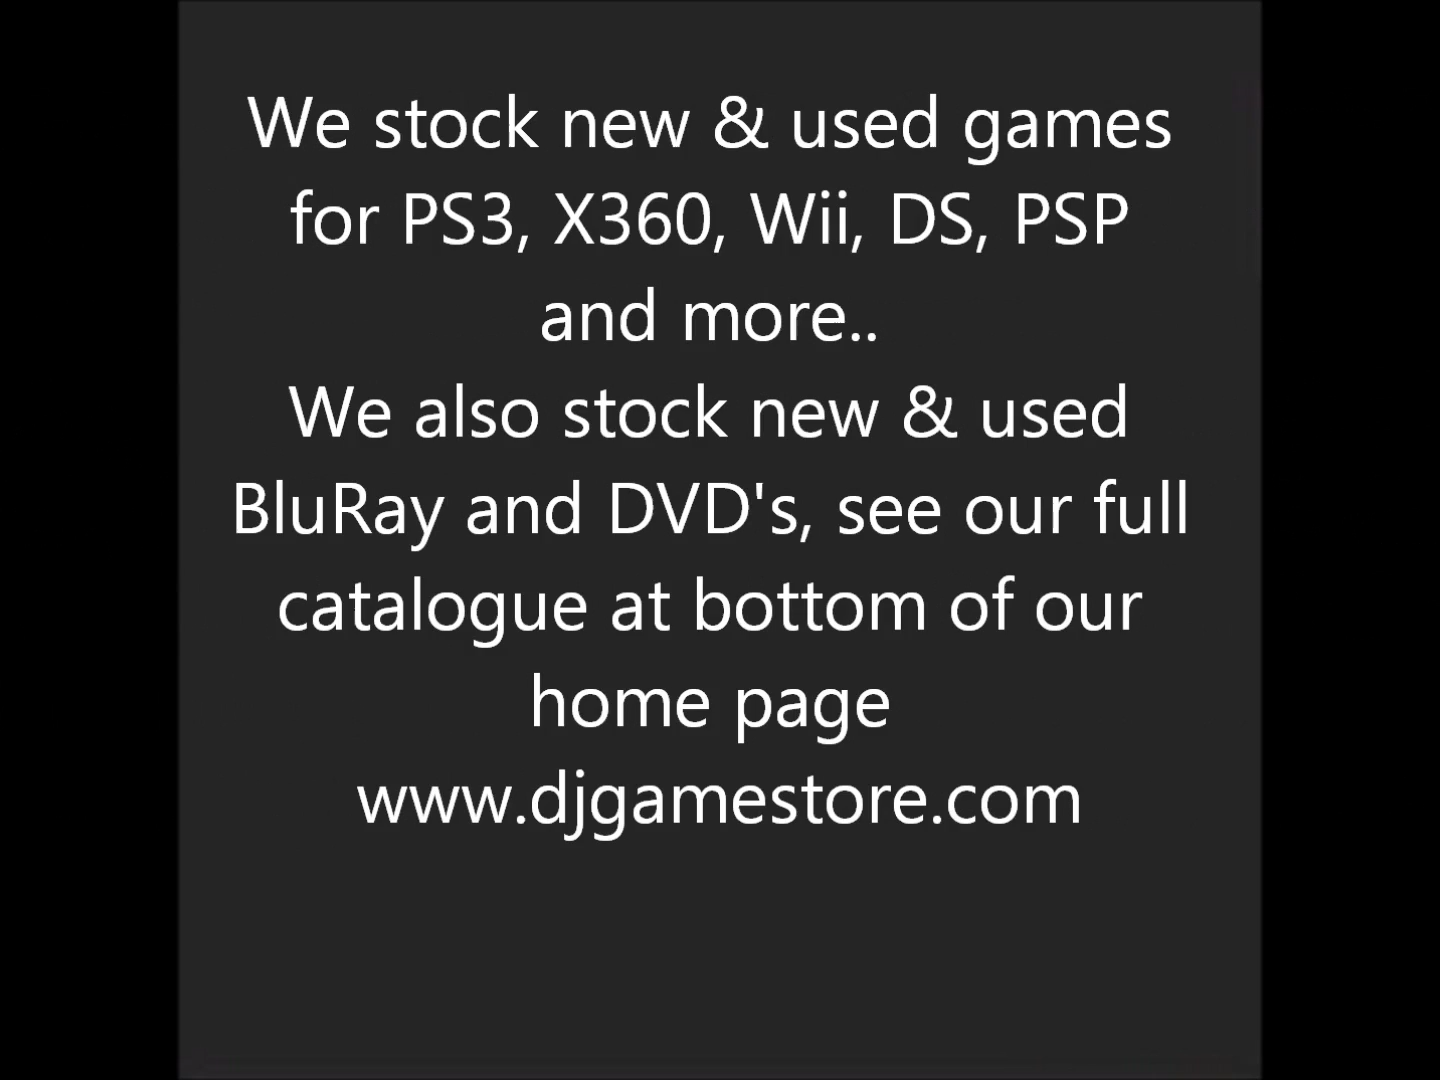 We stock new & used games
for PS3, X360, Wii, DS, PSP
and more..
We also stock new & used
BluRay and DVD's, see our full
catalogue at bottom of our
home page
www.djgamestore.com